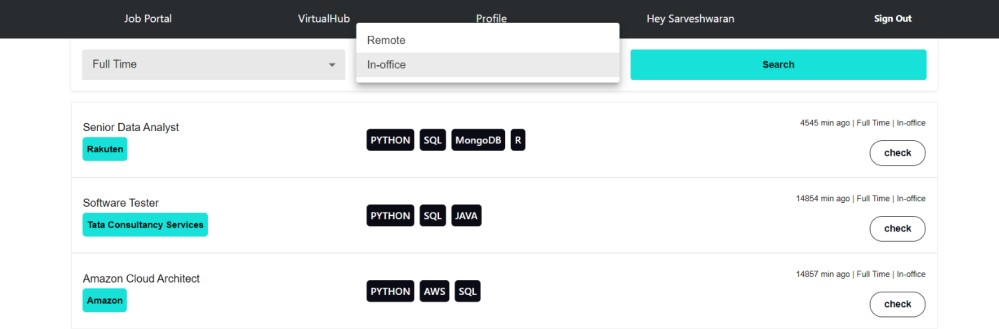 Job Portal VirtualHub Profile Hey Sarveshwaran Sign Out
Remote
Full Time In-office Search
Senior Data Analyst
Rakuten
PYTHON SQL MongoDB R
4545 min ago | Full Time | In-office
check
Software Tester
Tata Consultancy Services
PYTHON SQL JAVA
14854 min ago | Full Time | In-office
check
Amazon Cloud Architect
Amazon
PYTHON AWS SQL
14857 min ago | Full Time | In-office
check